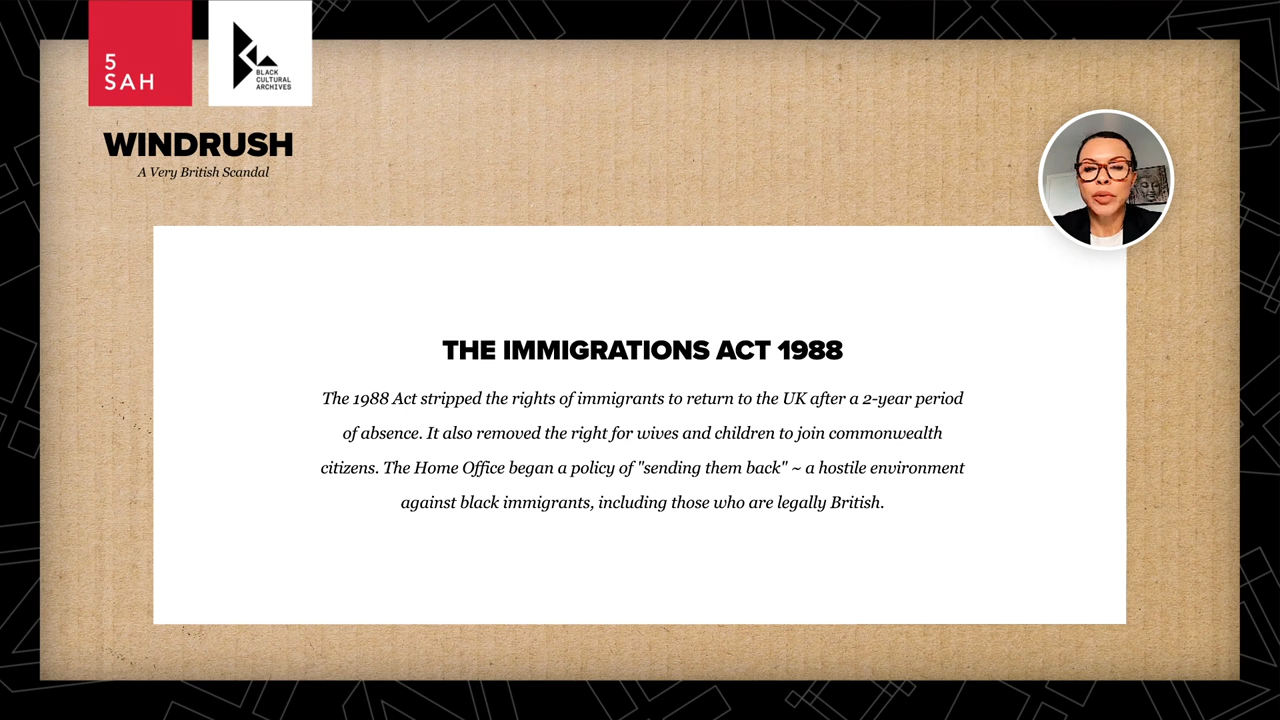 5
SAH
BLACK
CULTURAL
ARCHIVES
WINDRUSH
A Very British Scandal
THE IMMIGRATIONS ACT 1988
The 1988 Act stripped the rights of immigrants to return to the UK after a 2-year period
of absence. It also removed the right for wives and children to join commonwealth
citizens. The Home Office began a policy of "sending them back" ~ a hostile environment
against black immigrants, including those who are legally British.